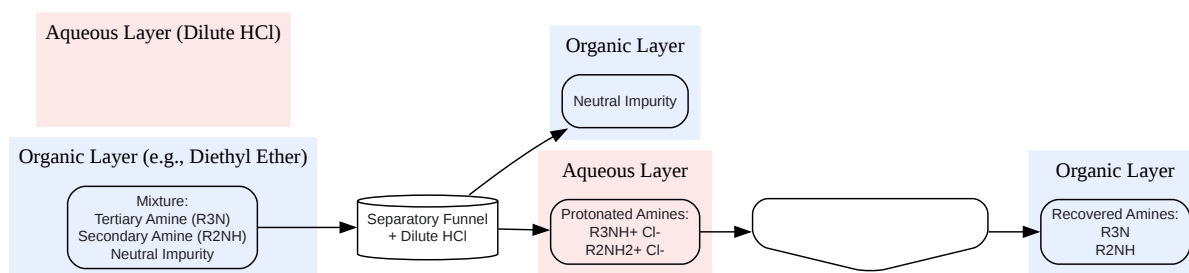 Aqueous Layer (Dilute HCl)
Organic Layer (e.g., Diethyl Ether)
Mixture:
Tertiary Amine (R3N)
Secondary Amine (R2NH)
Neutral Impurity
Separatory Funnel
+ Dilute HCl
Organic Layer
Neutral Impurity
Aqueous Layer
Protonated Amines:
R3NH+ Cl-
R2NH2+ Cl-
Organic Layer
Recovered Amines:
R3N
R2NH